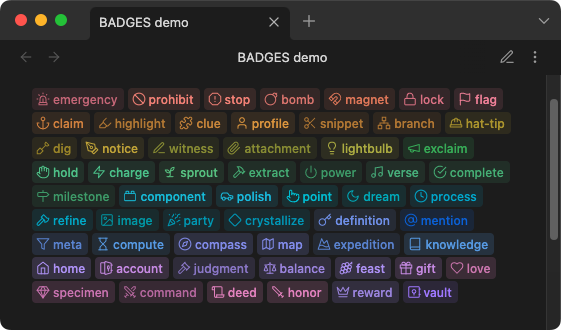 BADGES demo
BADGES demo
emergency prohibit stop bomb magnet lock flag
claim highlight clue profile snippet branch hat-tip
dig notice witness attachment lightbulb exclaim
hold charge sprout extract power verse complete
milestone component polish point dream process
refine image party crystallize definition mention
meta compute compass map expedition knowledge
home account judgment balance feast gift love
specimen command deed honor reward vault